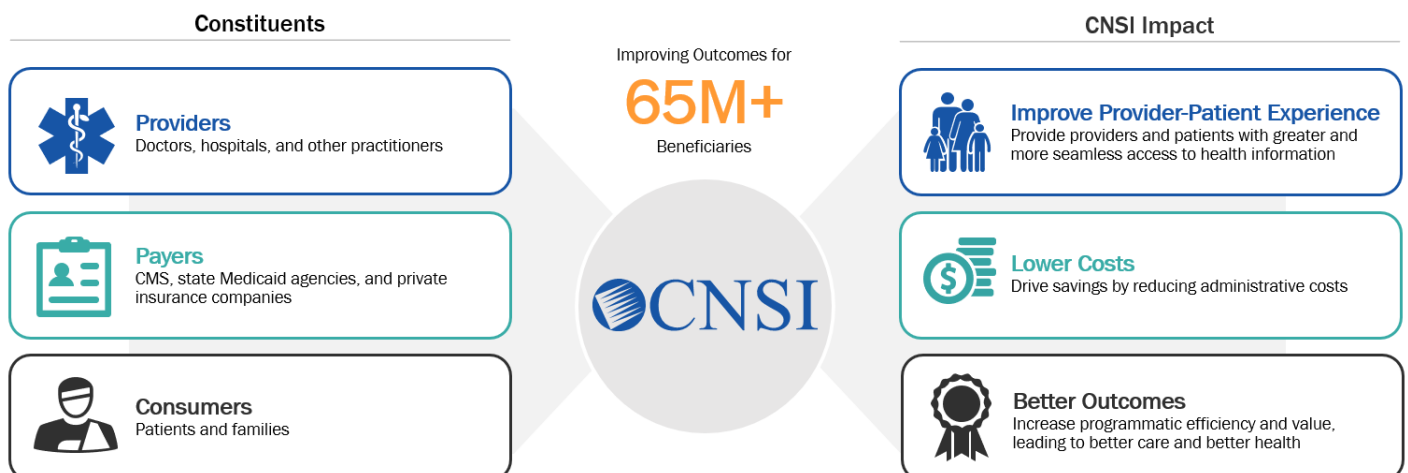 Constituents
Providers
Doctors, hospitals, and other practitioners
Payers
CMS, state Medicaid agencies, and private
insurance companies
Consumers
Patients and families
Improving Outcomes for
65M+
Beneficiaries
CNSI
CNSI Impact
Improve Provider-Patient Experience
Provide providers and patients with greater and
more seamless access to health information
$
Lower Costs
Drive savings by reducing administrative costs
Better Outcomes
Increase programmatic efficiency and value,
leading to better care and better health